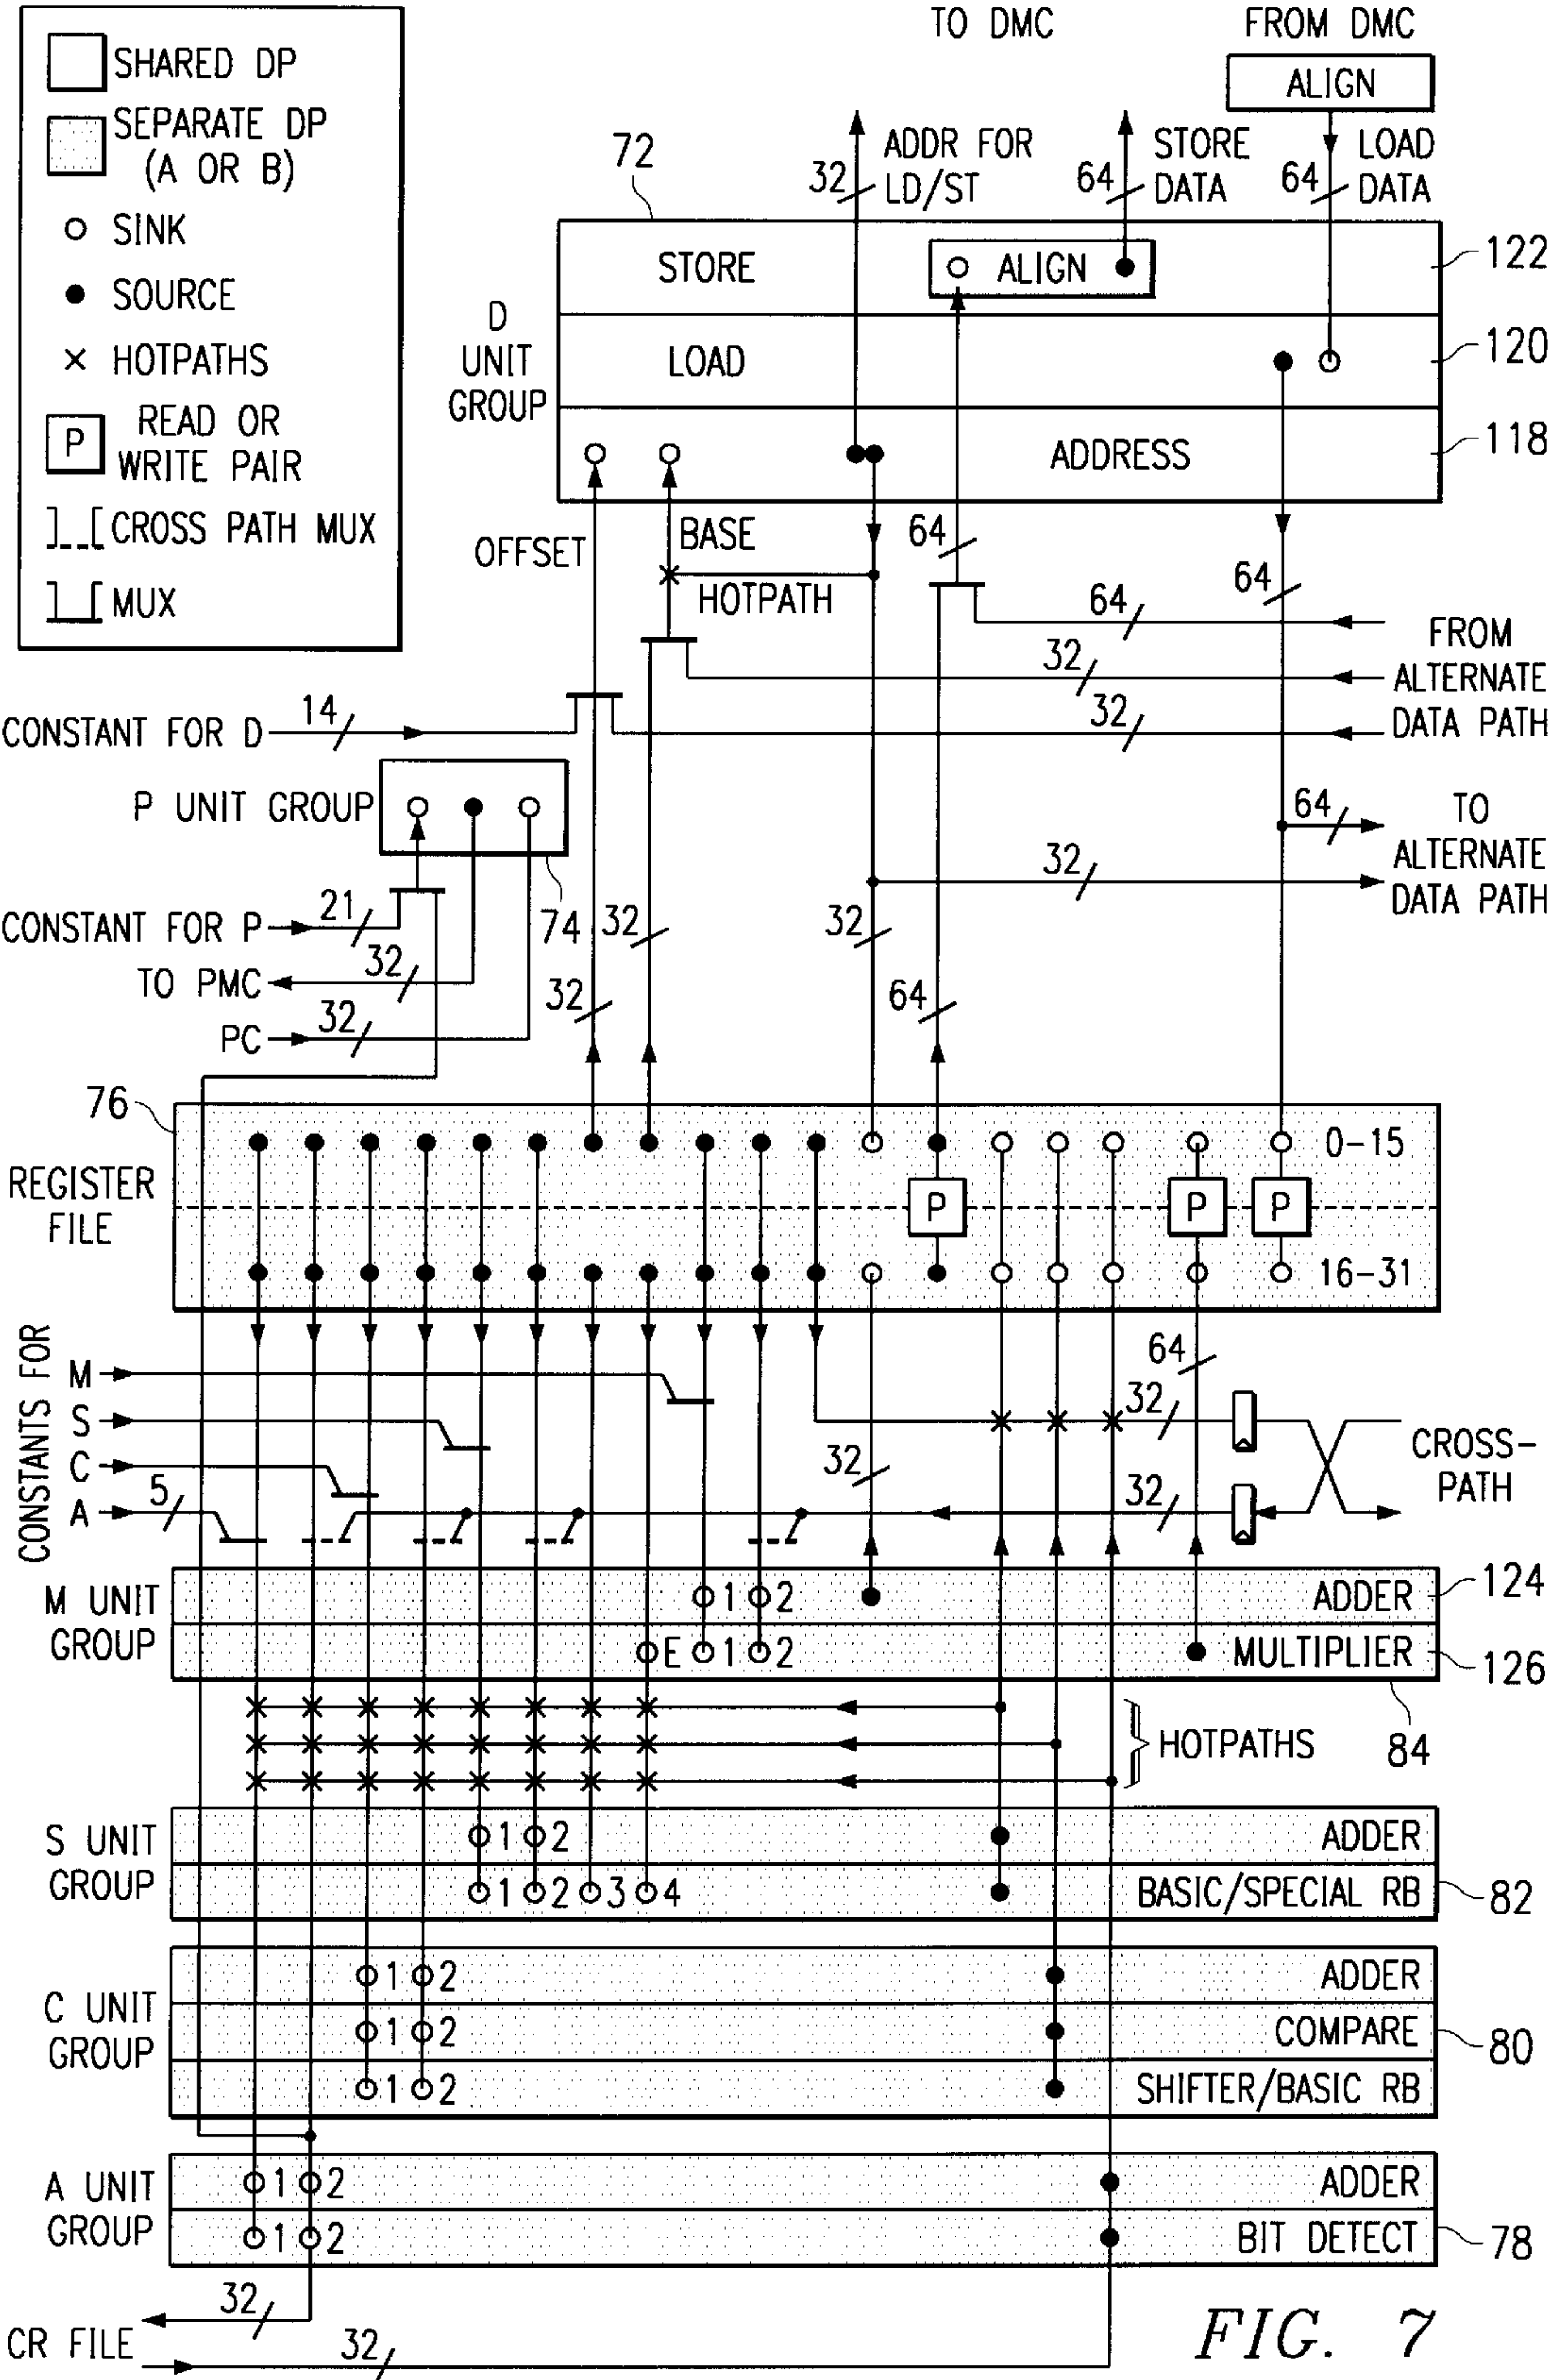 TO DMC
FROM DMC
SHARED DP
SEPARATE DP
(A OR B)
SINK
SOURCE
HOTPATHS
P
READ OR
WRITE PAIR
CROSS PATH MUX
MUX
ALIGN
72
32
ADDR FOR
LD/ST
64
STORE
DATA
64
LOAD
DATA
D
UNIT
GROUP
STORE
ALIGN
122
LOAD
120
ADDRESS
118
OFFSET
BASE
HOTPATH
64
64
64
32
32
FROM
ALTERNATE
DATA PATH
CONSTANT FOR D
14
P UNIT GROUP
74
64
32
TO
ALTERNATE
DATA PATH
CONSTANT FOR P
21
TO PMC
32
PC
32
32
32
32
64
76
REGISTER
FILE
0-15
P
P
P
16-31
CONSTANTS FOR
M
S
C
A
5
64
32
32
32
CROSS-
PATH
M UNIT
GROUP
1
2
ADDER
124
E
1
2
MULTIPLIER
126
84
HOTPATHS
S UNIT
GROUP
1
2
ADDER
1
2
3
4
BASIC/SPECIAL RB
82
C UNIT
GROUP
1
2
ADDER
1
2
COMPARE
80
1
2
SHIFTER/BASIC RB
A UNIT
GROUP
1
2
ADDER
1
2
BIT DETECT
78
CR FILE
32
32
FIG. 7